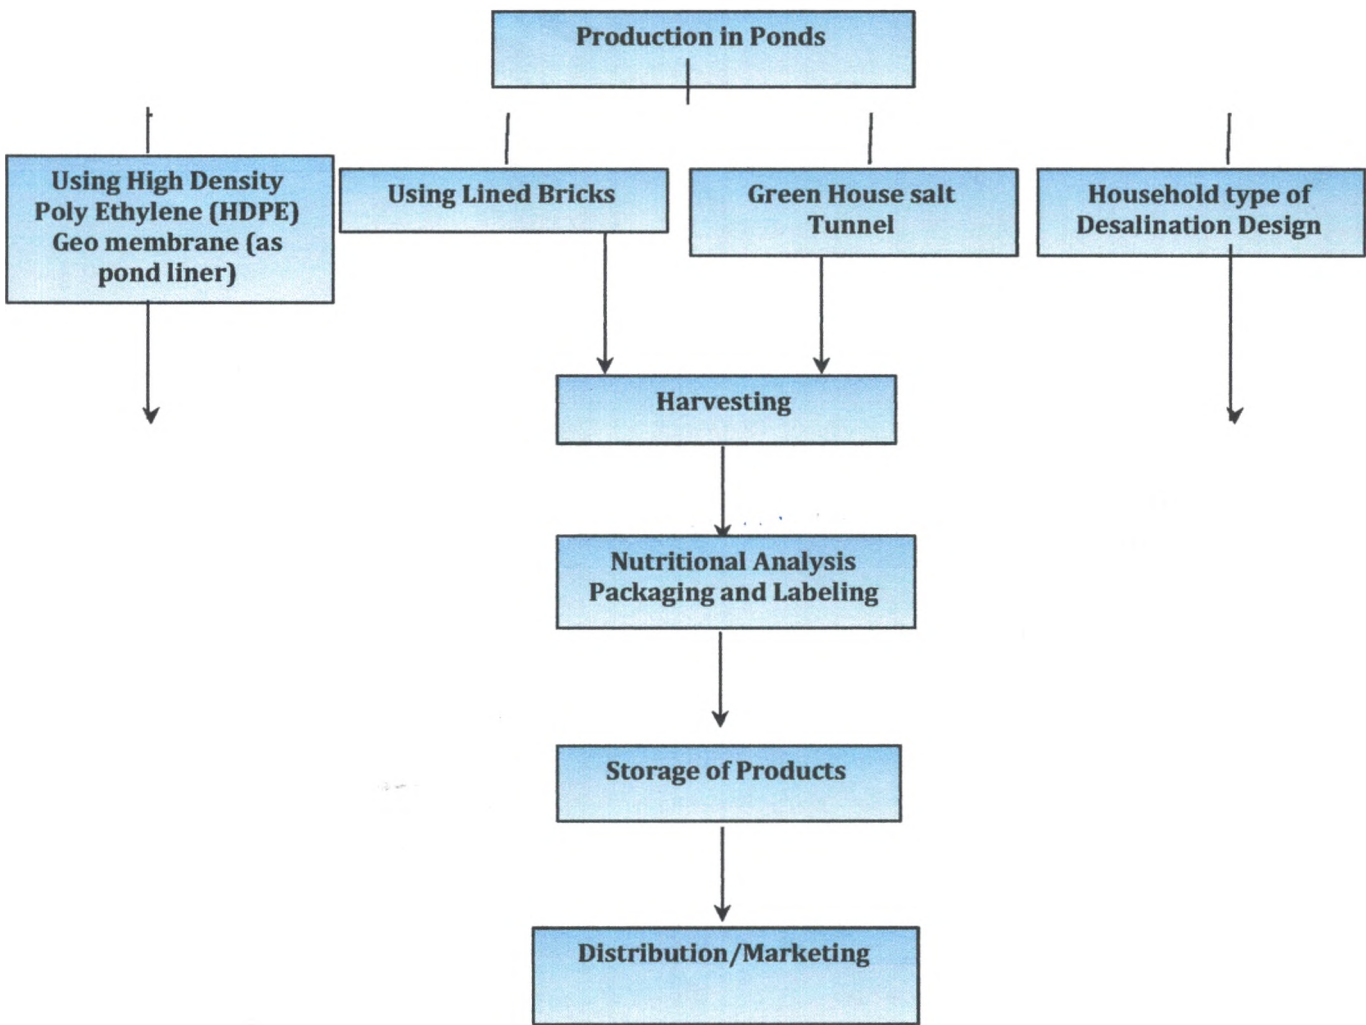 Production in Ponds
Using High Density
Poly Ethylene (HDPE)
Geo membrane (as
pond liner)
Using Lined Bricks
Green House salt
Tunnel
Household type of
Desalination Design
Harvesting
Nutritional Analysis
Packaging and Labeling
Storage of Products
Distribution/Marketing